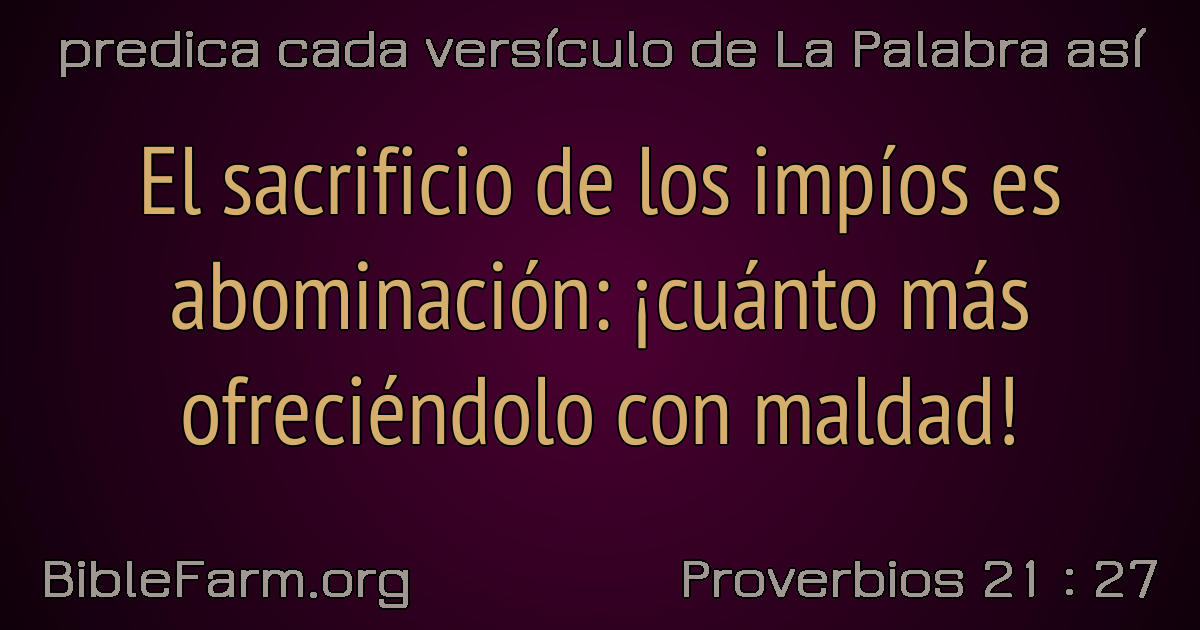 predica cada versículo de La Palabra así
El sacrificio de los impíos es
abominación: ¡cuánto más
ofreciéndolo con maldad!
BibleFarm.org
Proverbios 21 : 27